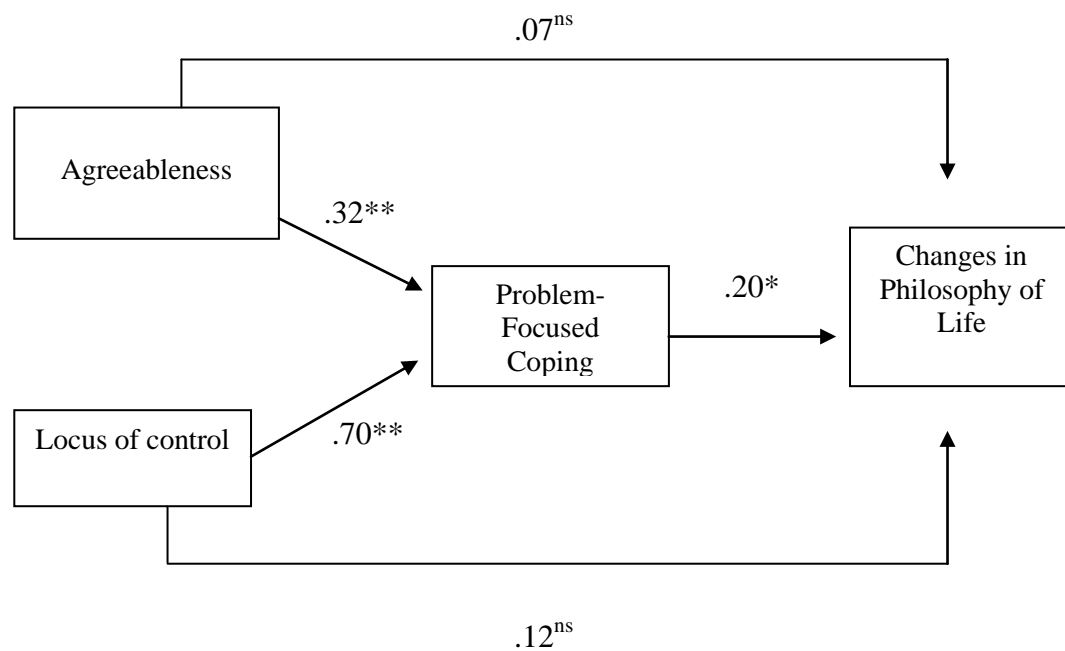 .07ns
Agreeableness
.32**
Problem-
Focused
Coping
.20*
Changes in
Philosophy of
Life
Locus of control
.70**
.12ns